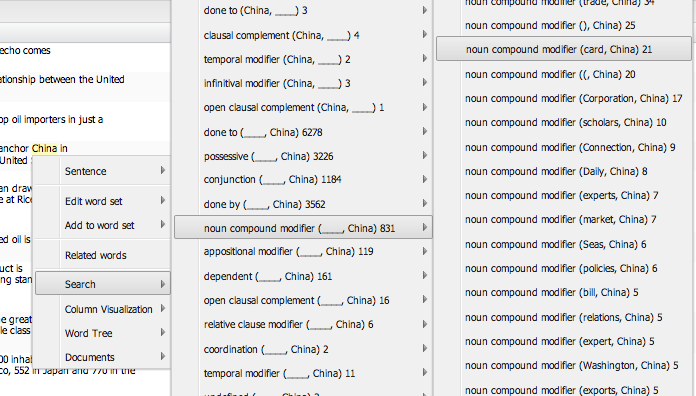 echo comes
ationship between the United
op oil importers in just a
anchor China in
United
an draw
e at Rice
ed oil is
uct is
ng stan
e great
le class
00 inhab
co, 552 in Japan and 770 in the
Sentence
Edit word set
Add to word set
Related words
Search
Column Visualization
Word Tree
Documents
done to (China, ____) 3
clausal complement (China, ____) 4
temporal modifier (China, ____) 2
infinitival modifier (China, ____) 3
open clausal complement (China, ____) 1
done to (____, China) 6278
possessive (____, China) 3226
conjunction (____, China) 1184
done by (____, China) 3562
noun compound modifier (____, China) 831
appositional modifier (____, China) 119
dependent (____, China) 161
open clausal complement (____, China) 16
relative clause modifier (____, China) 6
coordination (____, China) 2
temporal modifier (____, China) 11
undefined (____, China) 2
noun compound modifier (trade, China) 34
noun compound modifier (), China) 25
noun compound modifier (card, China) 21
noun compound modifier ((, China) 20
noun compound modifier (Corporation, China) 17
noun compound modifier (scholars, China) 10
noun compound modifier (Connection, China) 9
noun compound modifier (Daily, China) 8
noun compound modifier (experts, China) 7
noun compound modifier (market, China) 7
noun compound modifier (Seas, China) 6
noun compound modifier (policies, China) 6
noun compound modifier (bill, China) 5
noun compound modifier (relations, China) 5
noun compound modifier (expert, China) 5
noun compound modifier (Washington, China) 5
noun compound modifier (exports, China) 5